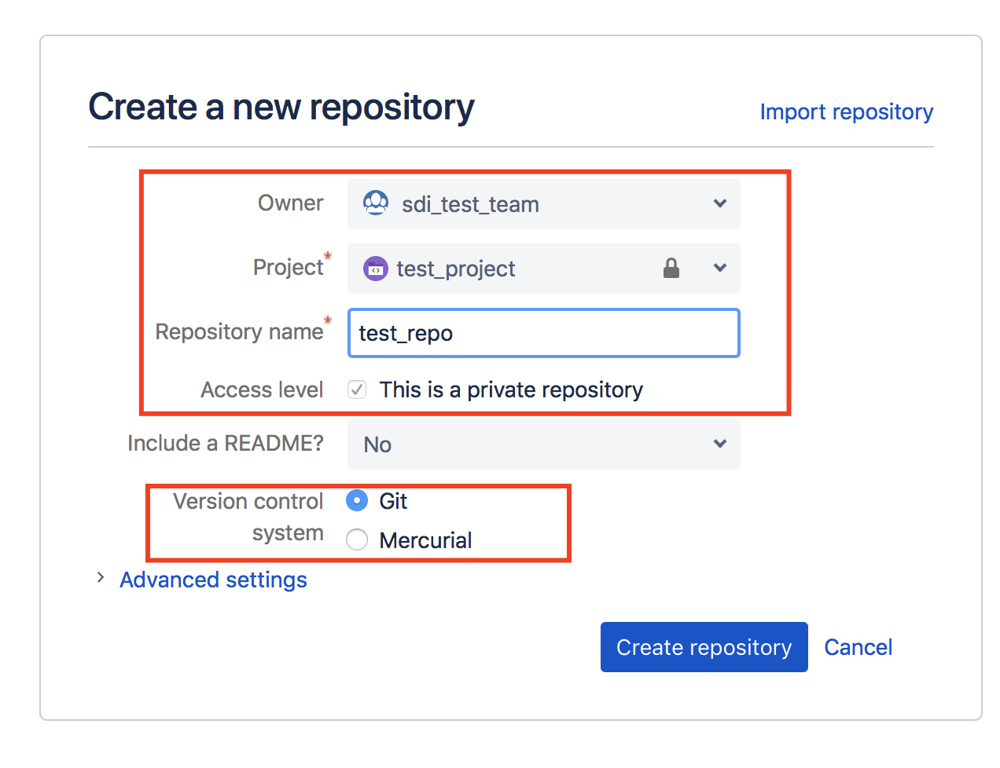 Create a new repository
Import repository
Owner
sdi_test_team
Project*
test_project
Repository name*
test_repo
Access level
This is a private repository
Include a README?
No
Version control
system
Git
Mercurial
Advanced settings
Create repository
Cancel